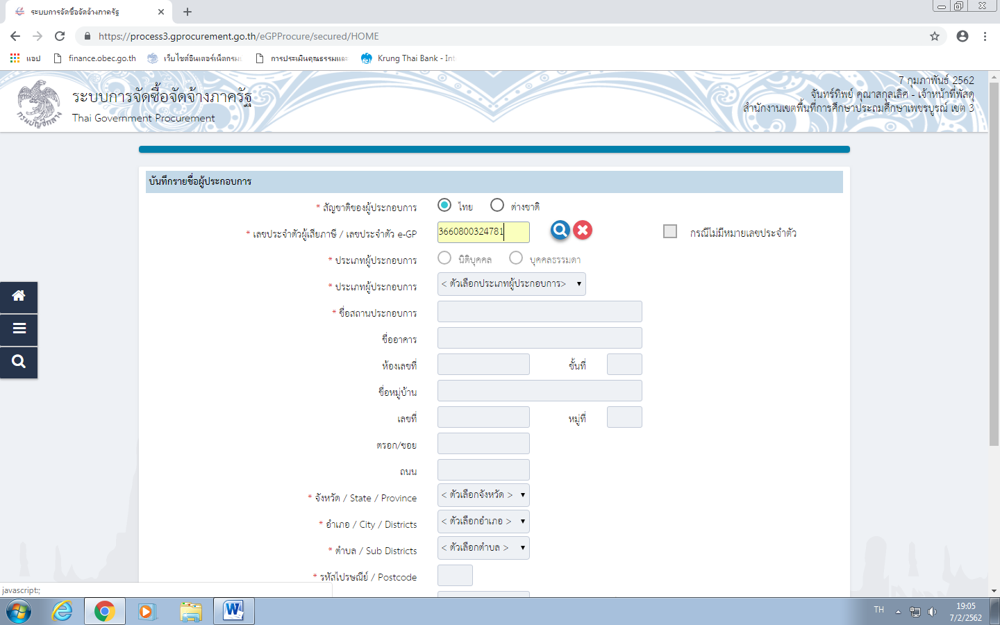 ระบบการจัดซื้อจัดจ้างภาครัฐ
https://process3.gprocurement.go.th/eGPProcure/secured/HOME
แอป finance.obec.go.th เว็บไซต์อินเตอร์เน็ตกรม การประเมินคุณธรรมและ Krung Thai Bank - Int
ระบบการจัดซื้อจัดจ้างภาครัฐ
Thai Government Procurement
กรมบัญชีกลาง
7 กุมภาพันธ์ 2562
จันทร์ทิพย์ คุณาสกุลเลิศ - เจ้าหน้าที่พัสดุ
สำนักงานเขตพื้นที่การศึกษาประถมศึกษาเพชรบูรณ์ เขต 3
บันทึกรายชื่อผู้ประกอบการ
* สัญชาติของผู้ประกอบการ ไทย ต่างชาติ
* เลขประจำตัวผู้เสียภาษี / เลขประจำตัว e-GP 3660800324781 กรณีไม่มีหมายเลขประจำตัว
* ประเภทผู้ประกอบการ นิติบุคคล บุคคลธรรมดา
* ประเภทผู้ประกอบการ < ตัวเลือกประเภทผู้ประกอบการ>
* ชื่อสถานประกอบการ
ชื่ออาคาร
ห้องเลขที่ ชั้นที่
ชื่อหมู่บ้าน
เลขที่ หมู่ที่
ตรอก/ซอย
ถนน
* จังหวัด / State / Province < ตัวเลือกจังหวัด >
* อำเภอ / City / Districts < ตัวเลือกอำเภอ >
* ตำบล / Sub Districts < ตัวเลือกตำบล >
* รหัสไปรษณีย์ / Postcode
javascript:;
TH 19:05
7/2/2562